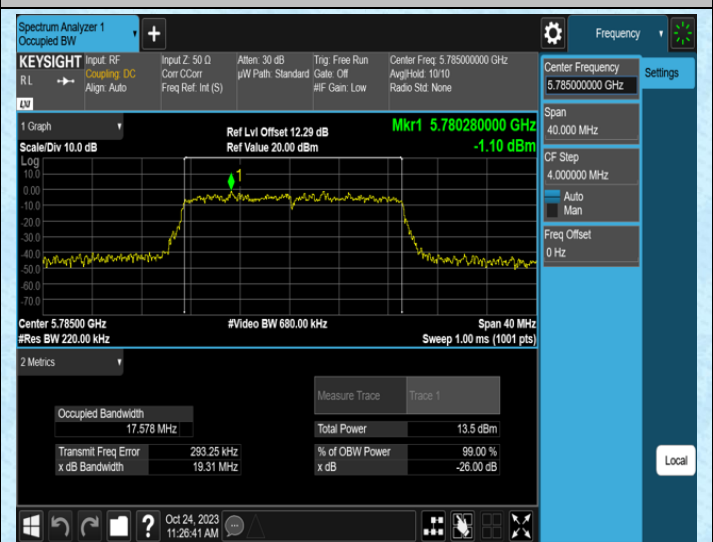 Spectrum Analyzer 1
Occupied BW
+
Frequency
KEYSIGHT
RL
LXI
Input: RF
Coupling: DC
Align: Auto
Input Z: 50 Ω
Corr CCorr
Freq Ref: Int (S)
Atten: 30 dB
µW Path: Standard
Trig: Free Run
Gate: Off
#IF Gain: Low
Center Freq: 5.785000000 GHz
Avg|Hold: 10/10
Radio Std: None
Center Frequency
5.785000000 GHz
Settings
Span
40.000 MHz
CF Step
4.000000 MHz
Auto
Man
Freq Offset
0 Hz
Local
1 Graph
Scale/Div 10.0 dB
Ref Lvl Offset 12.29 dB
Ref Value 20.00 dBm
Mkr1 5.780280000 GHz
-1.10 dBm
Log
10.0
0.00
-10.0
-20.0
-30.0
-40.0
-50.0
-60.0
-70.0
1
Center 5.78500 GHz
#Res BW 220.00 kHz
#Video BW 680.00 kHz
Span 40 MHz
Sweep 1.00 ms (1001 pts)
2 Metrics
Measure Trace
Trace 1
Occupied Bandwidth
17.578 MHz
Total Power
13.5 dBm
Transmit Freq Error
293.25 kHz
% of OBW Power
99.00 %
x dB Bandwidth
19.31 MHz
x dB
-26.00 dB
?
Oct 24, 2023
11:26:41 AM